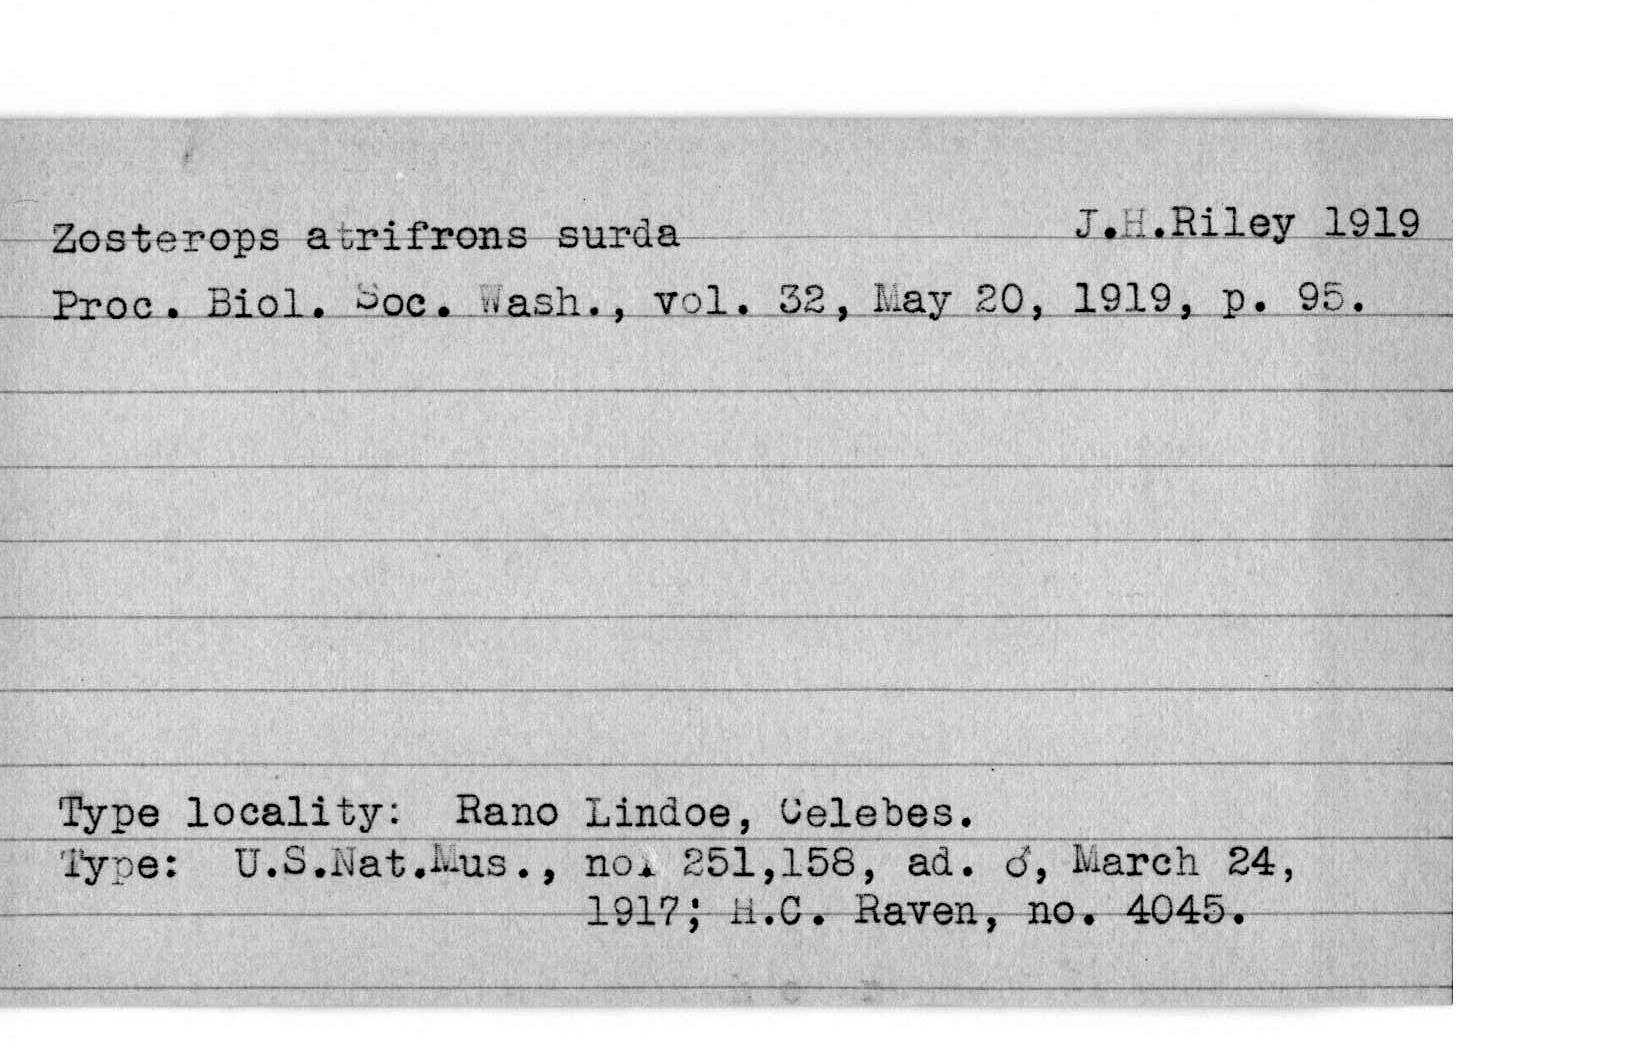 Zosterops atrifrons surda J.H.Riley 1919
Proc. Biol. Soc. Wash., vol. 32, May 20, 1919, p. 95.
Type locality: Rano Lindoe, Celebes.
Type: U.S.Nat.Mus., no. 251,158, ad. ♂, March 24,
1917; H.C. Raven, no. 4045.